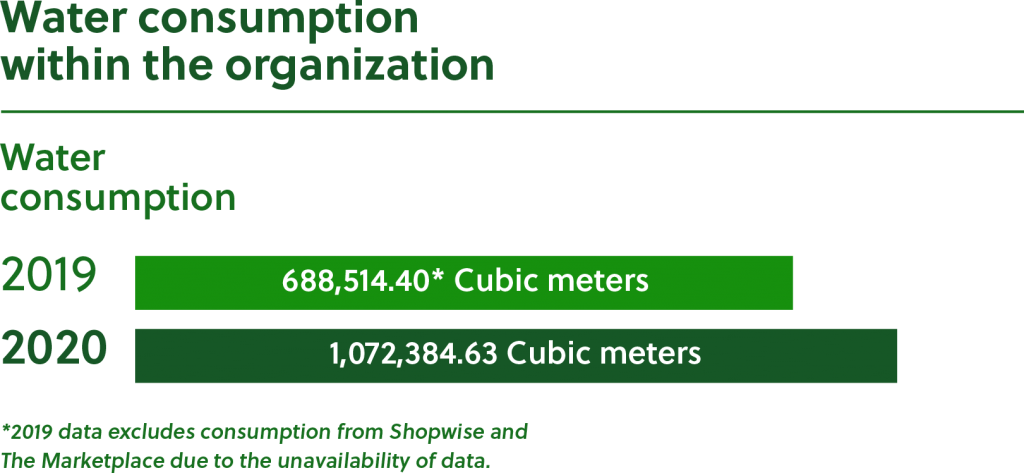 Water consumption
within the organization
Water
consumption
2019
688,514.40* Cubic meters
2020
1,072,384.63 Cubic meters
*2019 data excludes consumption from Shopwise and
The Marketplace due to the unavailability of data.